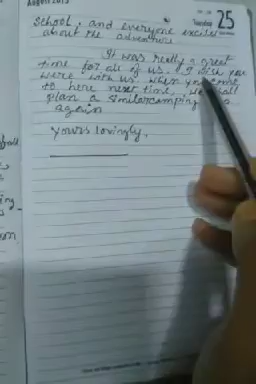 August 2015
Tuesday 25
School, and everyone excited
about the adventure
It was really a great
time for all of us. I wish you
were with us. When you come
to here next time, we shall
plan a similar camping
again
yours lovingly,